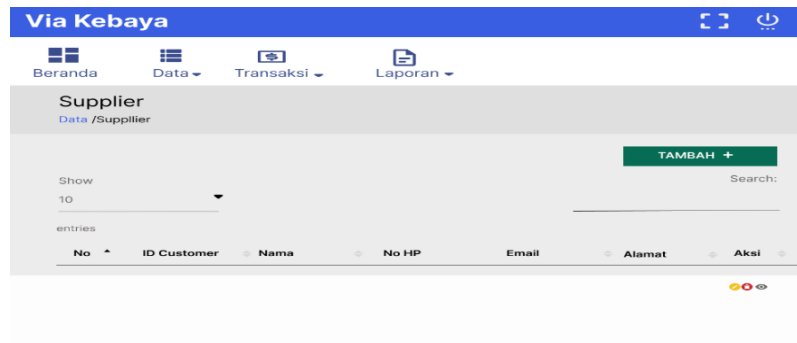 Via Kebaya
Beranda Data Transaksi Laporan
Supplier
Data /Suppllier
TAMBAH +
Show Search:
10
entries
No ID Customer Nama No HP Email Alamat Aksi